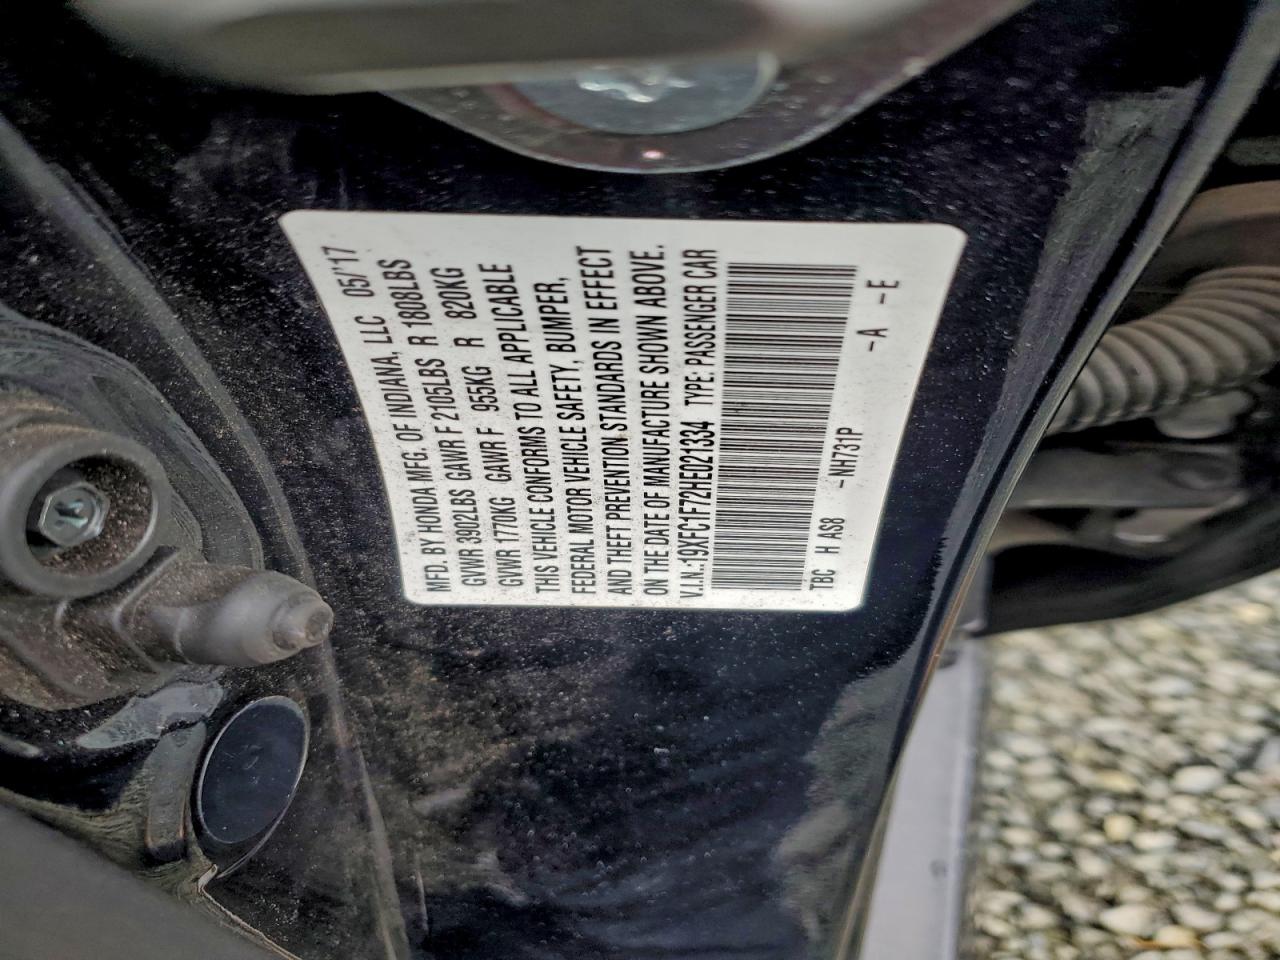 MFD. BY HONDA MFG. OF INDIANA, LLC 05/'17
GVWR 3902LBS GAWR F 2105LBS R 1808LBS
GVWR 1770KG GAWR F 955KG R 820KG
THIS VEHICLE CONFORMS TO ALL APPLICABLE
FEDERAL MOTOR VEHICLE SAFETY, BUMPER,
AND THEFT PREVENTION STANDARDS IN EFFECT
ON THE DATE OF MANUFACTURE SHOWN ABOVE.
V.I.N.:19XFC1F72HE021334 TYPE: PASSENGER CAR
TBC H AS8 -NH731P -A -E